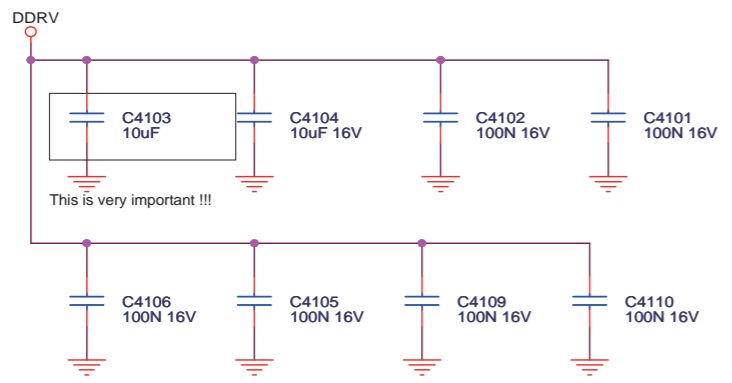 DDRV
C4103
10uF
C4104
10uF 16V
C4102
100N 16V
C4101
100N 16V
This is very important !!!
C4106
100N 16V
C4105
100N 16V
C4109
100N 16V
C4110
100N 16V